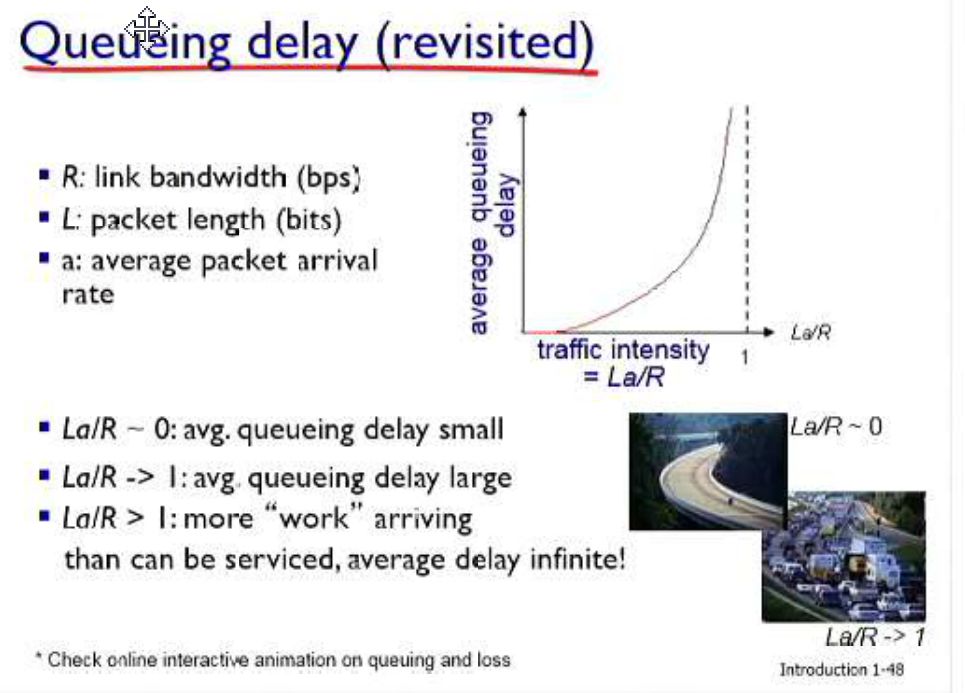 Queueing delay (revisited)
R: link bandwidth (bps)
L: packet length (bits)
a: average packet arrival
rate
average queueing
delay
La/R
traffic intensity
= La/R
1
La/R ~ 0: avg. queueing delay small
La/R -> 1: avg. queueing delay large
La/R > 1: more “work” arriving
than can be serviced, average delay infinite!
La/R ~ 0
La/R -> 1
* Check online interactive animation on queuing and loss
Introduction 1-48